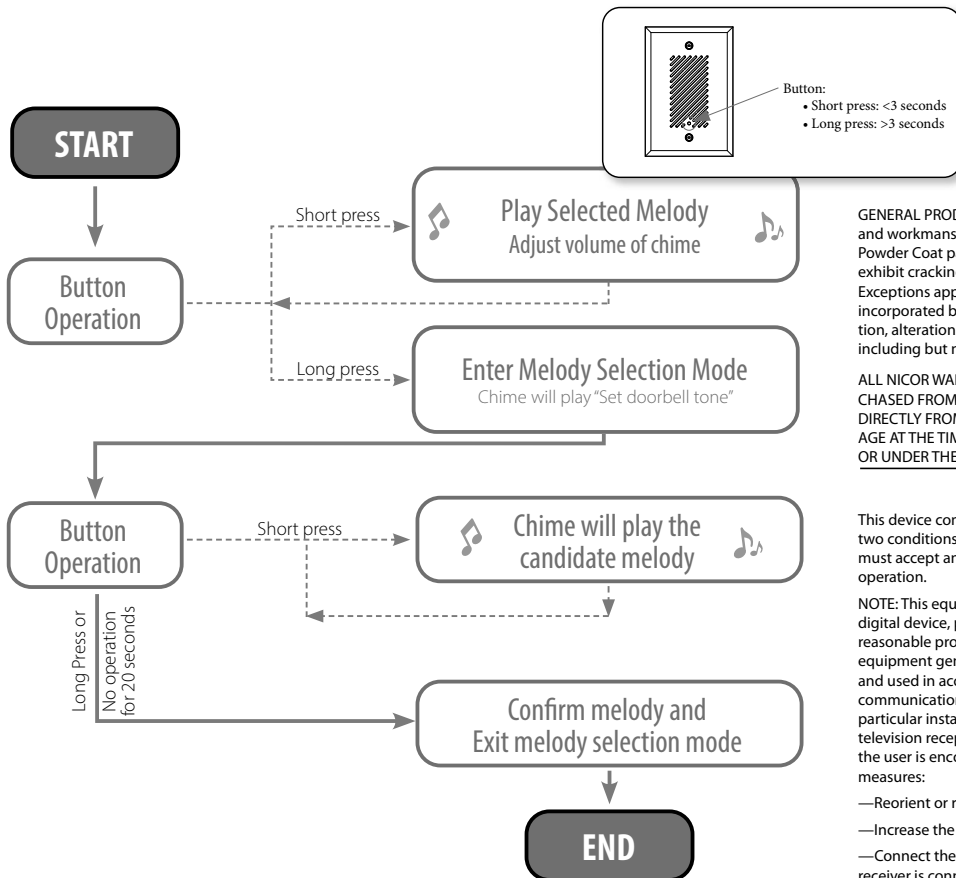 Button:
• Short press: <3 seconds
• Long press: >3 seconds
START
Short press
Play Selected Melody
Adjust volume of chime
Button
Operation
Long press
Enter Melody Selection Mode
Chime will play “Set doorbell tone”
Button
Operation
Short press
Chime will play the
candidate melody
Long Press or
No operation
for 20 seconds
Confirm melody and
Exit melody selection mode
END
GENERAL PROD
and workmans
Powder Coat p
exhibit crackin
Exceptions app
incorporated b
tion, alteration
including but n
ALL NICOR WA
CHASED FROM
DIRECTLY FROM
AGE AT THE TIM
OR UNDER THE
This device con
two conditions
must accept an
operation.
NOTE: This equ
digital device, p
reasonable pro
equipment gen
and used in acc
communication
particular insta
television recep
the user is enco
measures:
—Reorient or r
—Increase the
—Connect the
receiver is conn